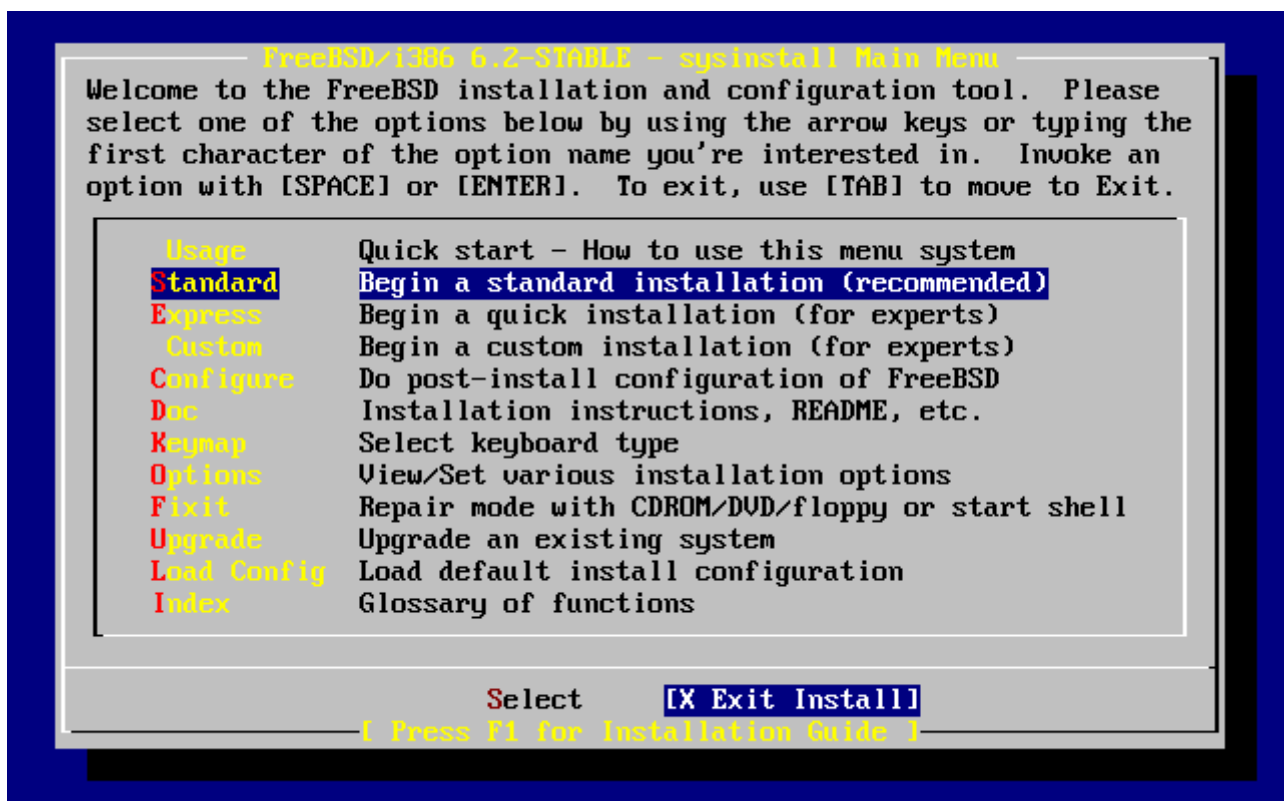 FreeBSD/i386 6.2-STABLE - sysinstall Main Menu
Welcome to the FreeBSD installation and configuration tool.  Please
select one of the options below by using the arrow keys or typing the
first character of the option name you're interested in.  Invoke an
option with [SPACE] or [ENTER].  To exit, use [TAB] to move to Exit.
Usage Quick start - How to use this menu system
Standard Begin a standard installation (recommended)
Express Begin a quick installation (for experts)
Custom Begin a custom installation (for experts)
Configure Do post-install configuration of FreeBSD
Doc Installation instructions, README, etc.
Keymap Select keyboard type
Options View/Set various installation options
Fixit Repair mode with CDROM/DVD/floppy or start shell
Upgrade Upgrade an existing system
Load Config Load default install configuration
Index Glossary of functions
Select [X Exit Install]
[ Press F1 for Installation Guide ]